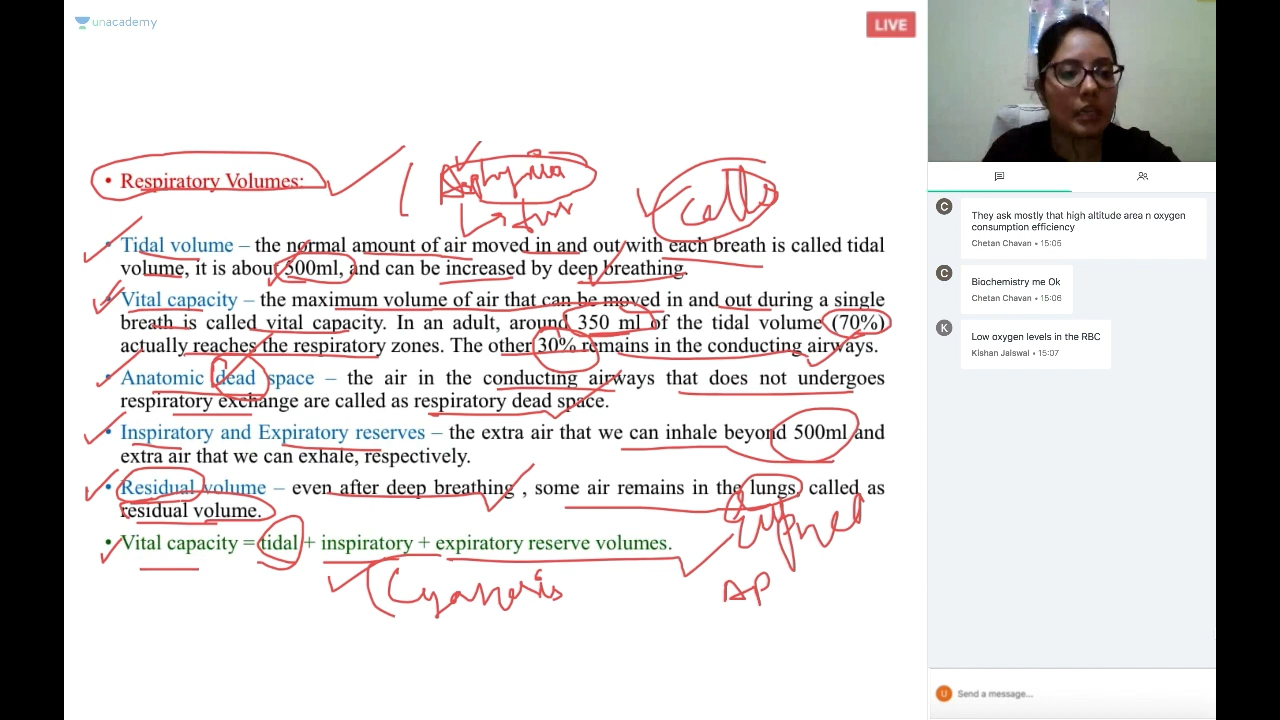 unacademy
LIVE
• Respiratory Volumes:
Asphyxia
Cells
• Tidal volume – the normal amount of air moved in and out with each breath is called tidal
volume, it is about 500ml, and can be increased by deep breathing.
• Vital capacity – the maximum volume of air that can be moved in and out during a single
breath is called vital capacity. In an adult, around 350 ml of the tidal volume (70%)
actually reaches the respiratory zones. The other 30% remains in the conducting airways.
• Anatomic dead space – the air in the conducting airways that does not undergoes
respiratory exchange are called as respiratory dead space.
• Inspiratory and Expiratory reserves – the extra air that we can inhale beyond 500ml and
extra air that we can exhale, respectively.
• Residual volume – even after deep breathing , some air remains in the lungs, called as
residual volume.
• Vital capacity = tidal + inspiratory + expiratory reserve volumes.
Cyanosis
AP
C
They ask mostly that high altitude area n oxygen
consumption efficiency
Chetan Chavan • 15:05
C
Biochemistry me Ok
Chetan Chavan • 15:06
K
Low oxygen levels in the RBC
Kishan Jaiswal • 15:07
U
Send a message...